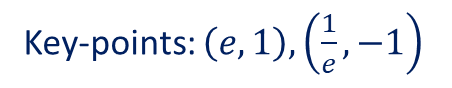 Key-points: (e, 1), (1/e, −1)